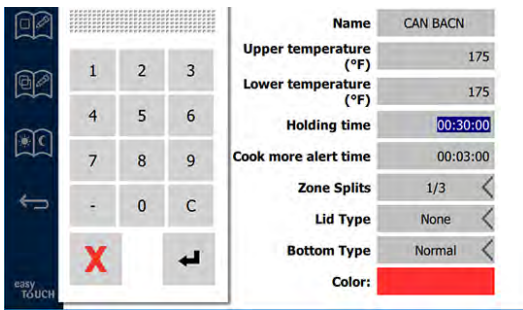 Name CAN BACN
Upper temperature
(°F) 175
Lower temperature
(°F) 175
Holding time 00:30:00
Cook more alert time 00:03:00
Zone Splits 1/3
Lid Type None
Bottom Type Normal
Color:
1 2 3
4 5 6
7 8 9
- 0 C
X
easy
TOUCH